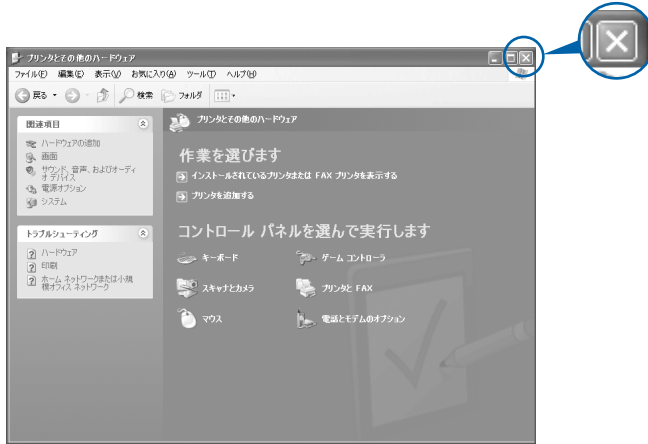 プリンタとその他のハードウェア
ファイル(F) 編集(E) 表示(V) お気に入り(A) ツール(T) ヘルプ(H)
戻る 検索 フォルダ
関連項目
ハードウェアの追加
画面
サウンド、音声、およびオーディ
オ デバイス
電源オプション
システム
トラブルシューティング
ハードウェア
印刷
ホーム ネットワークまたは小規
模オフィス ネットワーク
プリンタとその他のハードウェア
作業を選びます
インストールされているプリンタまたは FAX プリンタを表示する
プリンタを追加する
コントロール パネルを選んで実行します
キーボード ゲーム コントローラ
スキャナとカメラ プリンタと FAX
マウス 電話とモデムのオプション